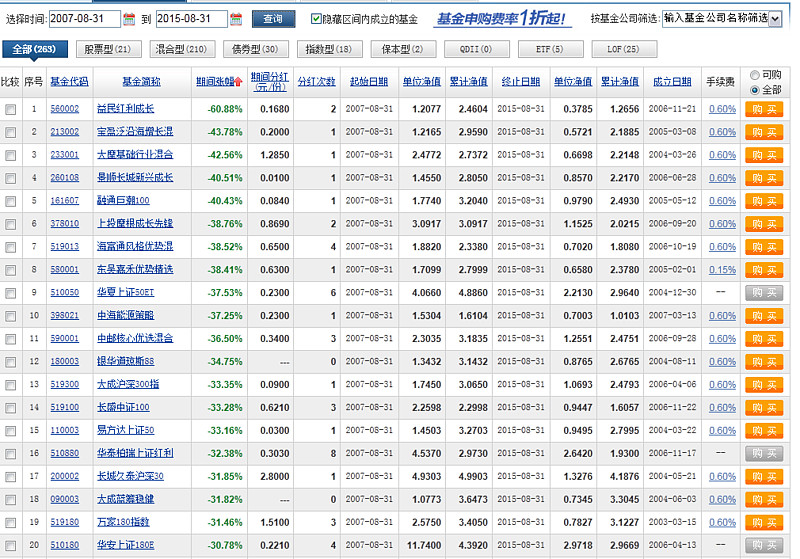 选择时间: 2007-08-31 到 2015-08-31 查询 隐藏区间内成立的基金 基金申购费率1折起! 按基金公司筛选: 输入基金公司名称筛选
全部(263) 股票型(21) 混合型(210) 债券型(30) 指数型(18) 保本型(2) QDII(0) ETF(5) LOF(25)
比较 序号 基金代码 基金简称 期间涨幅 期间分红(元/份) 分红次数 起始日期 单位净值 累计净值 终止日期 单位净值 累计净值 成立日期 手续费 可购 全部
1 560002 益民红利成长 -60.88% 0.1680 2 2007-08-31 1.2077 2.4604 2015-08-31 0.3785 1.2656 2006-11-21 0.60% 购买
2 213002 宝盈泛沿海增长混 -43.78% 0.2000 1 2007-08-31 1.2165 2.9590 2015-08-31 0.5721 2.1885 2005-03-08 0.60% 购买
3 233001 大摩基础行业混合 -42.56% 1.2850 1 2007-08-31 2.4772 2.7372 2015-08-31 0.6698 2.2148 2004-03-26 0.60% 购买
4 260108 景顺长城新兴成长 -40.51% 0.0100 1 2007-08-31 1.4550 2.8050 2015-08-31 0.8570 2.2170 2006-06-28 0.60% 购买
5 161607 融通巨潮100 -40.43% 0.0840 1 2007-08-31 1.7740 3.2040 2015-08-31 0.9790 2.4930 2005-05-12 0.60% 购买
6 378010 上投摩根成长先锋 -38.76% 0.8690 2 2007-08-31 3.0917 3.0917 2015-08-31 1.1525 2.0215 2006-09-20 0.60% 购买
7 519013 海富通风格优势混 -38.52% 0.6500 4 2007-08-31 1.8820 2.3380 2015-08-31 0.7020 1.8080 2006-10-19 0.60% 购买
8 580001 东吴嘉禾优势精选 -38.41% 0.6300 1 2007-08-31 1.7099 2.7999 2015-08-31 0.6580 2.3780 2005-02-01 0.15% 购买
9 510050 华夏上证50ET -37.53% 0.2300 6 2007-08-31 4.0660 4.8860 2015-08-31 2.2130 2.9640 2004-12-30 -- 购买
10 398021 中海能源策略 -37.25% 0.2300 1 2007-08-31 1.5304 1.6104 2015-08-31 0.7003 1.0103 2007-03-13 0.60% 购买
11 590001 中邮核心优选混合 -36.50% 0.3400 3 2007-08-31 2.3035 3.1835 2015-08-31 1.2551 2.4751 2006-09-28 0.60% 购买
12 180003 银华道琼斯88 -34.75% --- 0 2007-08-31 1.3432 3.1432 2015-08-31 0.8765 2.6765 2004-08-11 0.60% 购买
13 519300 大成沪深300指 -33.35% 0.0900 1 2007-08-31 1.7450 3.0650 2015-08-31 1.0693 2.4793 2006-04-06 0.60% 购买
14 519100 长盛中证100 -33.28% 0.6210 3 2007-08-31 2.2598 2.2998 2015-08-31 0.9447 1.6057 2006-11-22 0.60% 购买
15 110003 易方达上证50 -33.16% 0.0300 1 2007-08-31 1.4503 3.2703 2015-08-31 0.9495 2.7995 2004-03-22 0.60% 购买
16 510880 华泰柏瑞上证红利 -32.38% 0.3030 8 2007-08-31 4.5370 2.9730 2015-08-31 2.6420 1.9300 2006-11-17 -- 购买
17 200002 长城久泰沪深30 -31.85% 2.8000 1 2007-08-31 4.9303 4.9903 2015-08-31 1.3276 4.1876 2004-05-21 0.60% 购买
18 090003 大成蓝筹稳健 -31.82% --- 0 2007-08-31 1.0773 3.6473 2015-08-31 0.7345 3.3045 2004-06-03 0.60% 购买
19 519180 万家180指数 -31.46% 1.5100 3 2007-08-31 2.5750 3.4050 2015-08-31 0.7827 3.1227 2003-03-15 0.60% 购买
20 510180 华安上证180E -30.78% 0.2210 4 2007-08-31 11.7400 4.3920 2015-08-31 2.9718 2.9669 2006-04-13 -- 购买